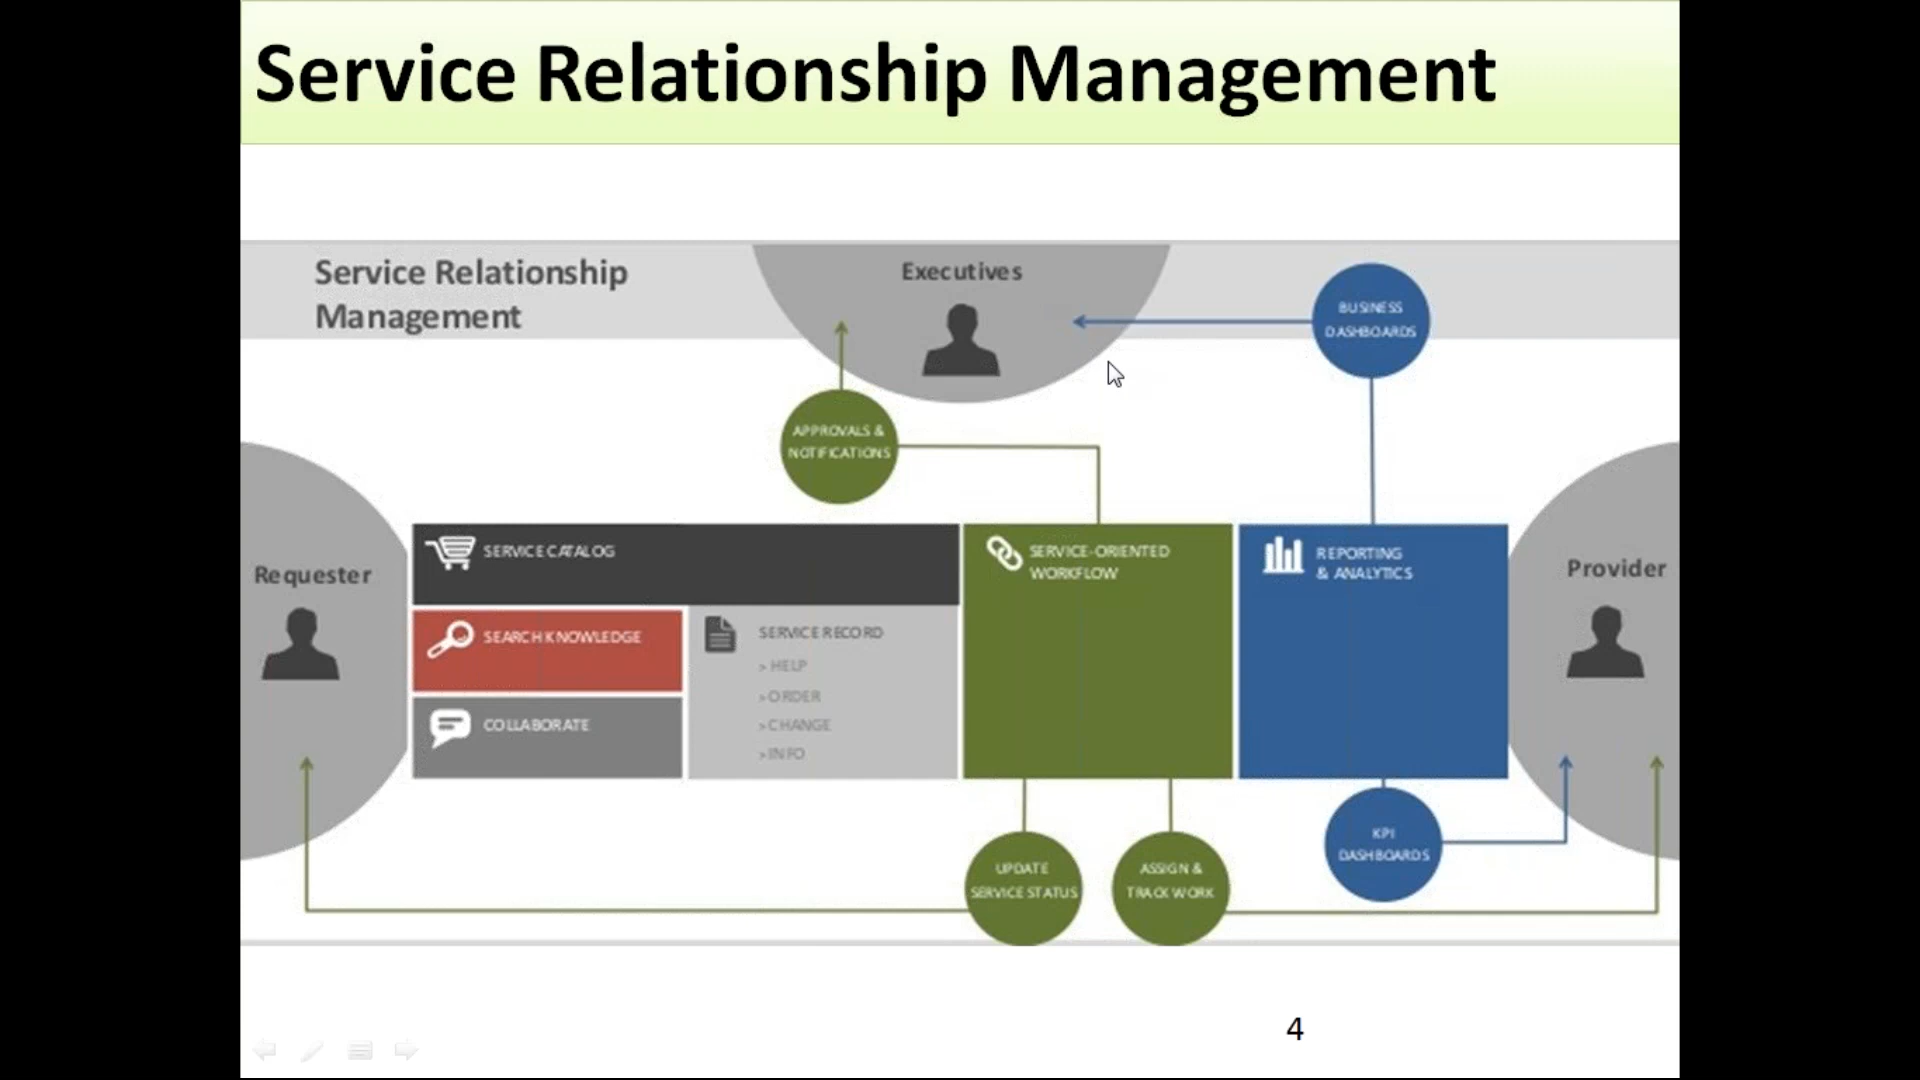 Service Relationship Management
Service Relationship
Management
Executives
BUSINESS
DASHBOARDS
APPROVALS &
NOTIFICATIONS
Requester
SERVICE CATALOG
SEARCH KNOWLEDGE
COLLABORATE
SERVICE RECORD
> HELP
> ORDER
> CHANGE
> INFO
SERVICE-ORIENTED
WORKFLOW
REPORTING
& ANALYTICS
Provider
UPDATE
SERVICE STATUS
ASSIGN &
TRACK WORK
KPI
DASHBOARDS
4